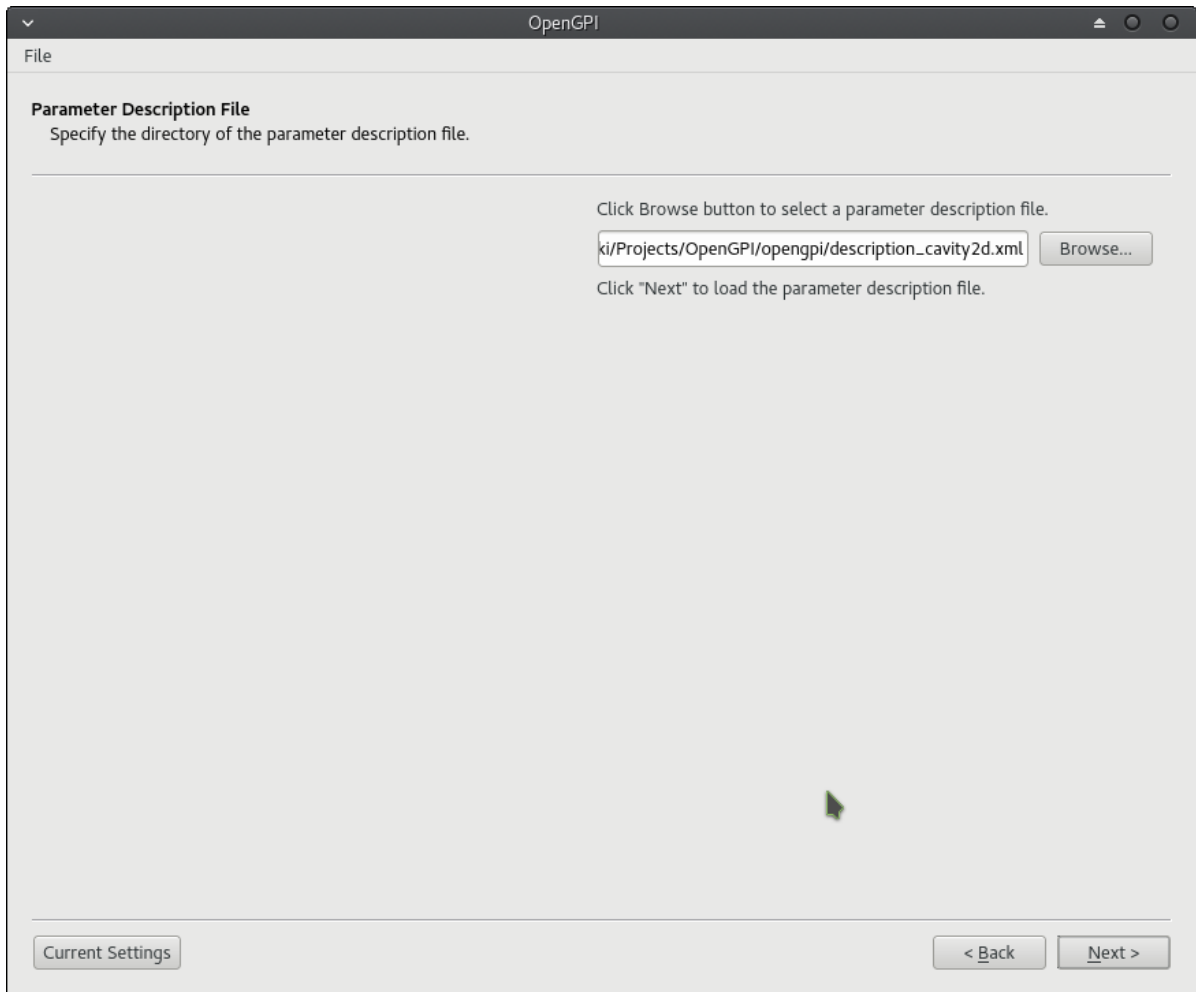 OpenGPI
File
Parameter Description File
Specify the directory of the parameter description file.
Click Browse button to select a parameter description file.
ki/Projects/OpenGPI/opengpi/description_cavity2d.xml
Browse...
Click "Next" to load the parameter description file.
Current Settings
< Back
Next >